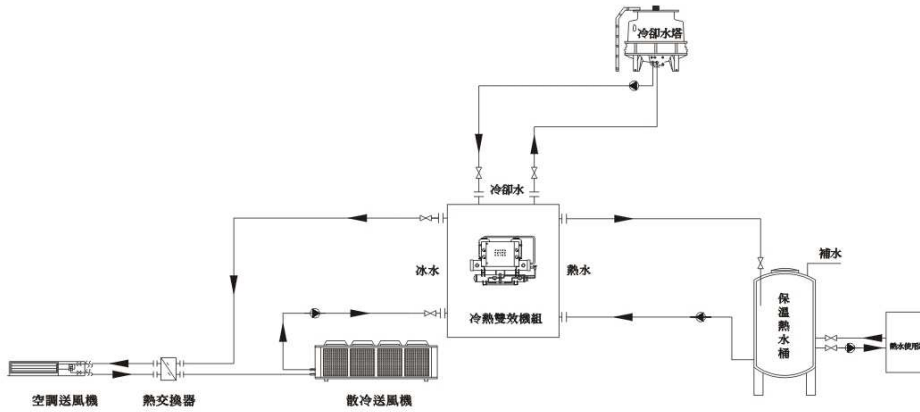 冷卻水塔
冷卻水
冰水
熱水
冷熱雙效機組
補水
保溫熱水桶
熱水使用
空調送風機
熱交換器
散冷送風機